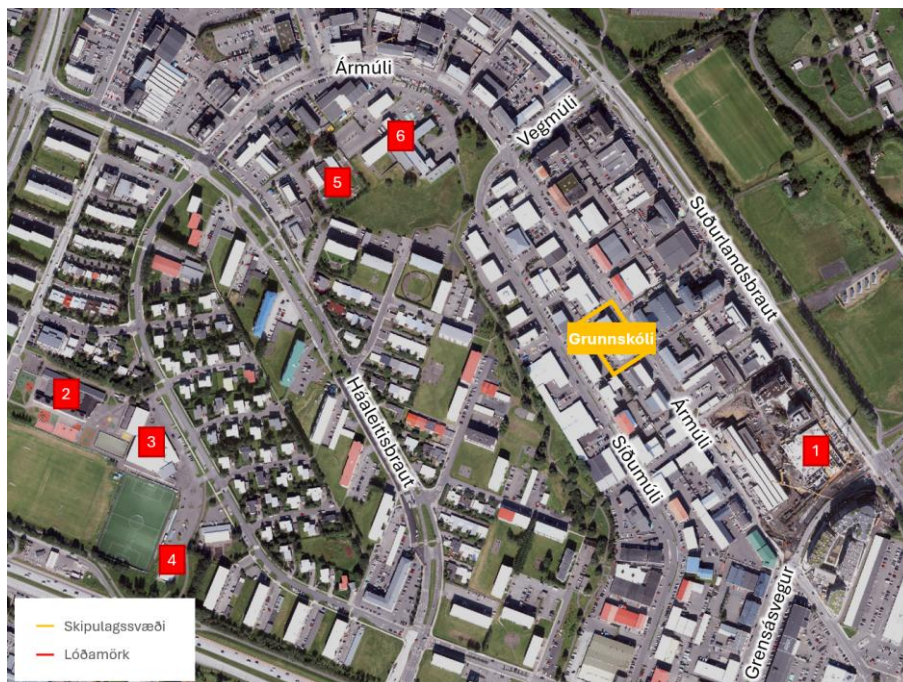 Ármúli
6
Vegmúli
5
Suðurlandsbraut
Grunnskóli
2
Háaleitisbraut
Ármúli
3
Síðumúli
1
4
Grensásvegur
Skipulagssvæði
Lóðamörk